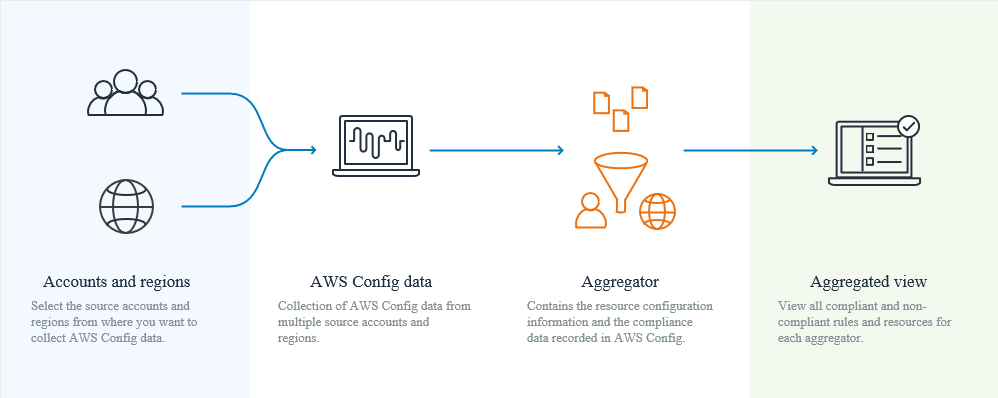 Accounts and regions
Select the source accounts and
regions from where you want to
collect AWS Config data.
AWS Config data
Collection of AWS Config data from
multiple source accounts and
regions.
Aggregator
Contains the resource configuration
information and the compliance
data recorded in AWS Config.
Aggregated view
View all compliant and non-
compliant rules and resources for
each aggregator.